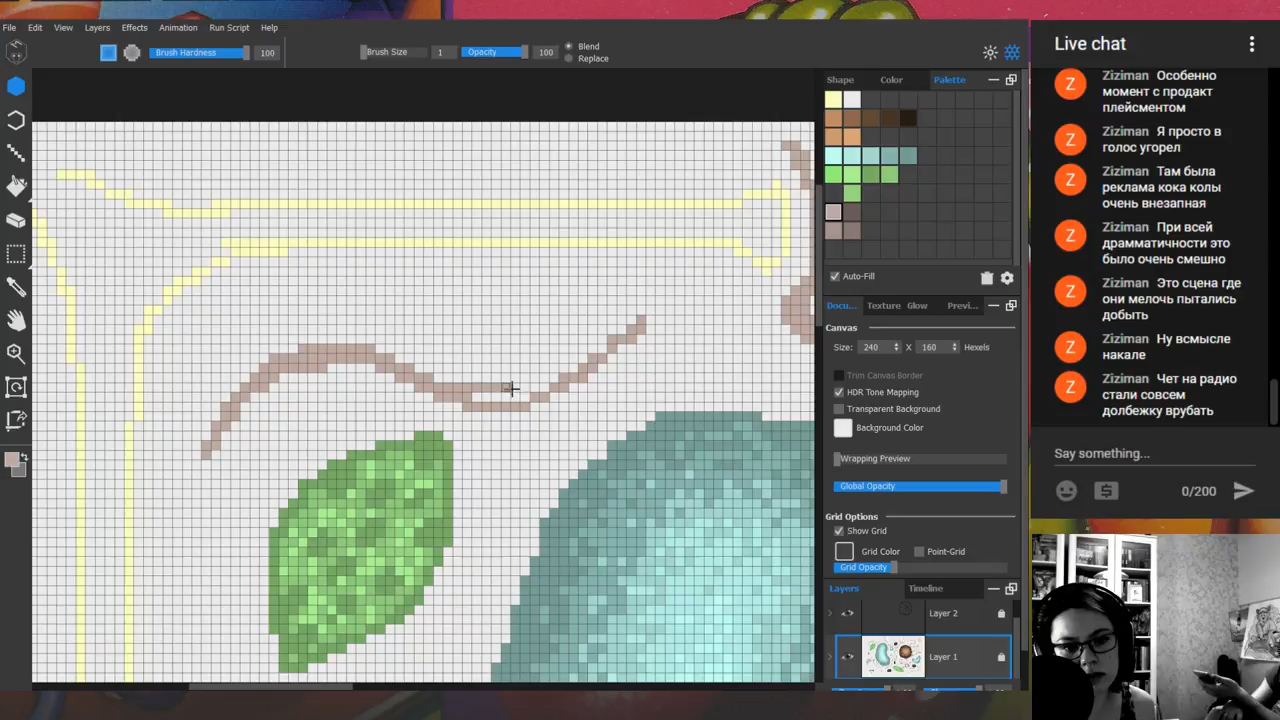 File Edit View Layers Effects Animation Run Script Help
Brush Hardness 100 Brush Size 1 Opacity 100 Blend
Replace
Shape Color Palette
Auto-Fill
Docu... Texture Glow Previ...
Canvas
Size: 240 X 160 Hexels
Trim Canvas Border
HDR Tone Mapping
Transparent Background
Background Color
Wrapping Preview
Global Opacity
Grid Options
Show Grid
Grid Color Point-Grid
Grid Opacity
Layers Timeline
Layer 2
Layer 1
Live chat
Ziziman Особенно
момент с продакт
плейсментом
Ziziman Я просто в
голос угорел
Ziziman Там была
реклама кока колы
очень внезапная
Ziziman При всей
драмматичности это
было очень смешно
Ziziman Это сцена где
они мелочь пытались
добыть
Ziziman Ну всмысле
накале
Ziziman Чет на радио
стали совсем
долбежку врубать
Say something...
0/200